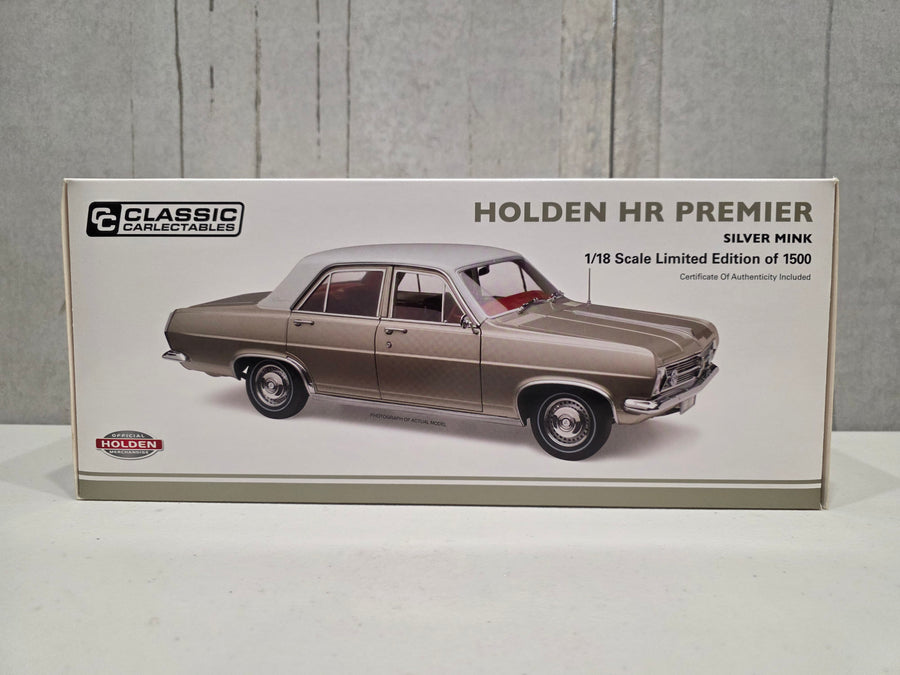 CC CLASSIC
CARLECTABLES
HOLDEN HR PREMIER
SILVER MINK
1/18 Scale Limited Edition of 1500
Certificate Of Authenticity Included
PHOTOGRAPH OF ACTUAL MODEL
OFFICIAL
HOLDEN
MERCHANDISE